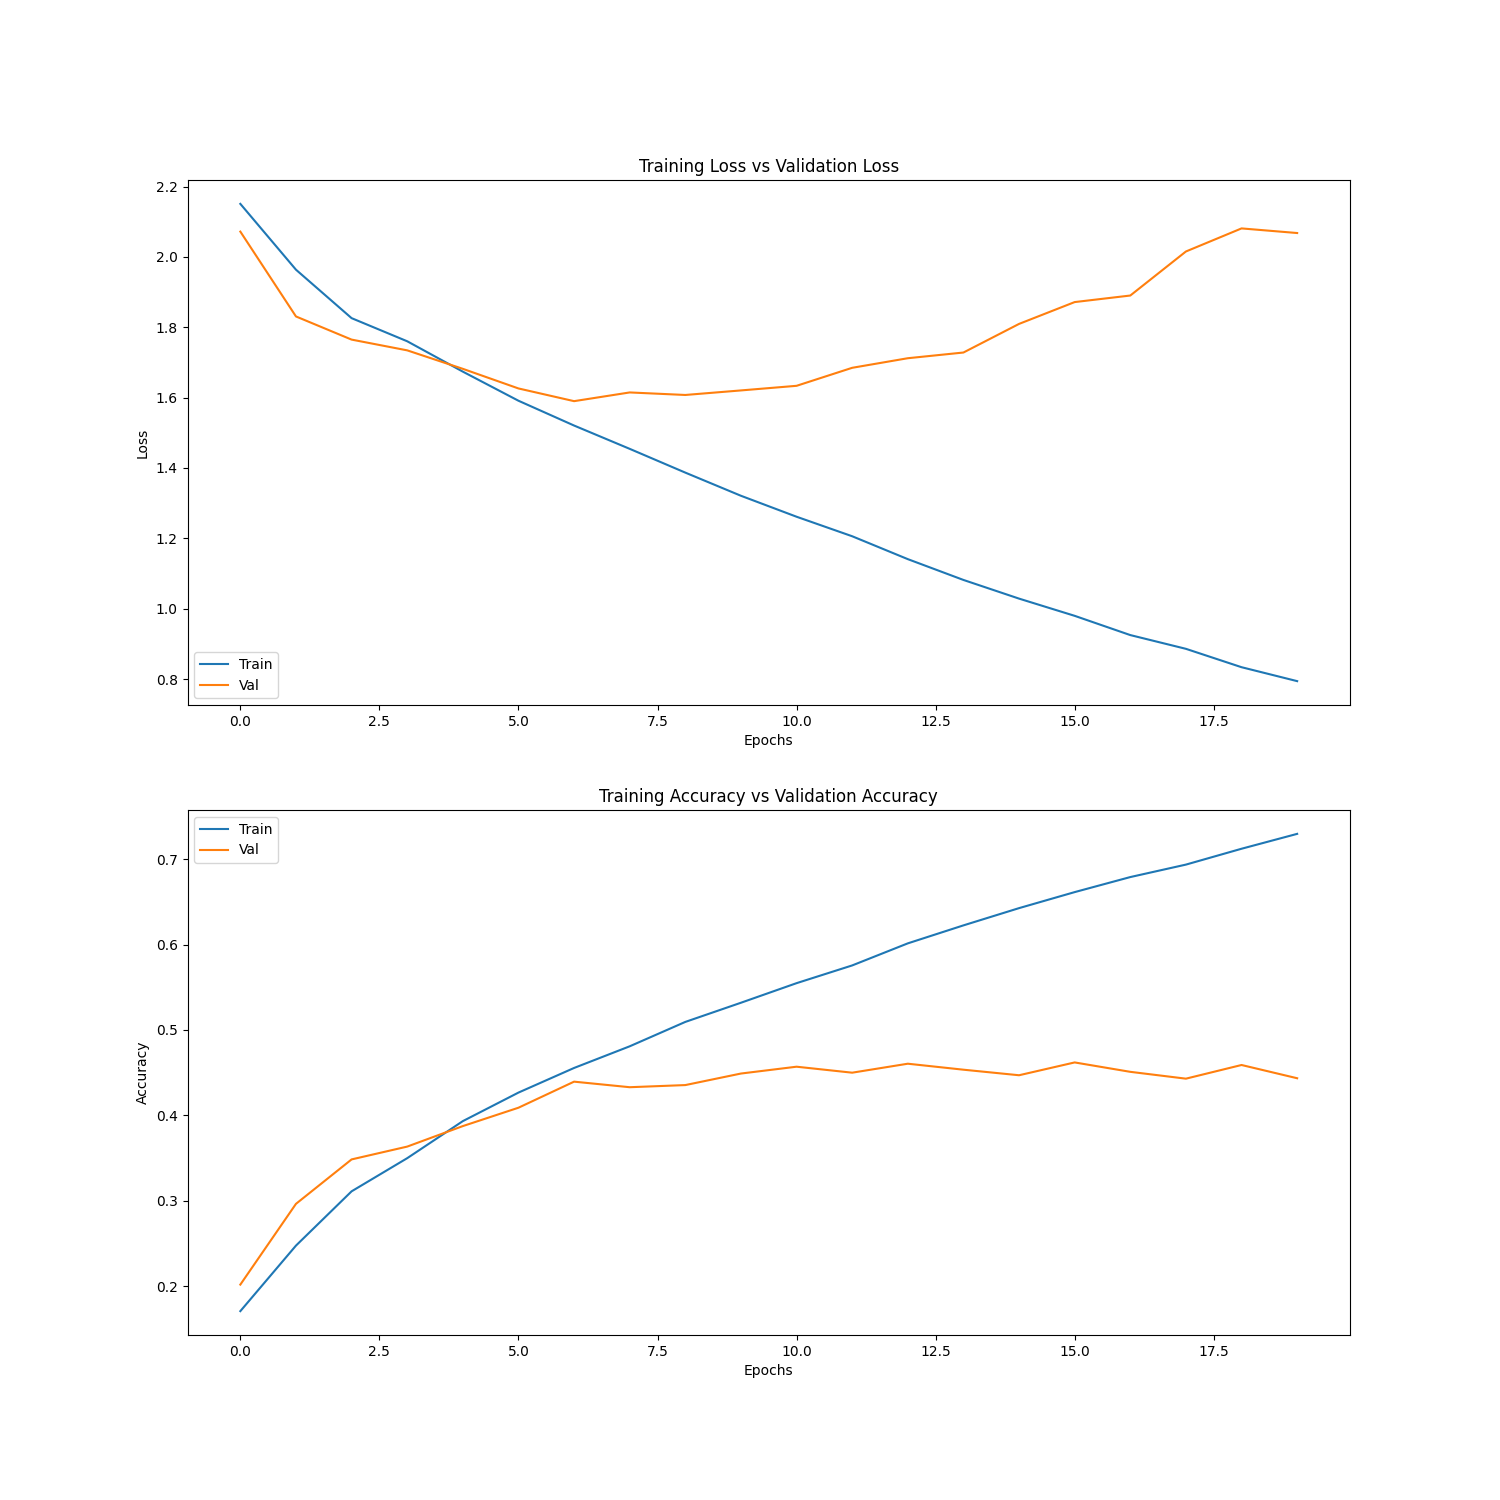 Training Loss vs Validation Loss
2.2
2.0
1.8
1.6
1.4
1.2
1.0
0.8
Loss
Train
Val
0.0 2.5 5.0 7.5 10.0 12.5 15.0 17.5
Epochs
Training Accuracy vs Validation Accuracy
Train
Val
0.7
0.6
0.5
0.4
0.3
0.2
Accuracy
0.0 2.5 5.0 7.5 10.0 12.5 15.0 17.5
Epochs